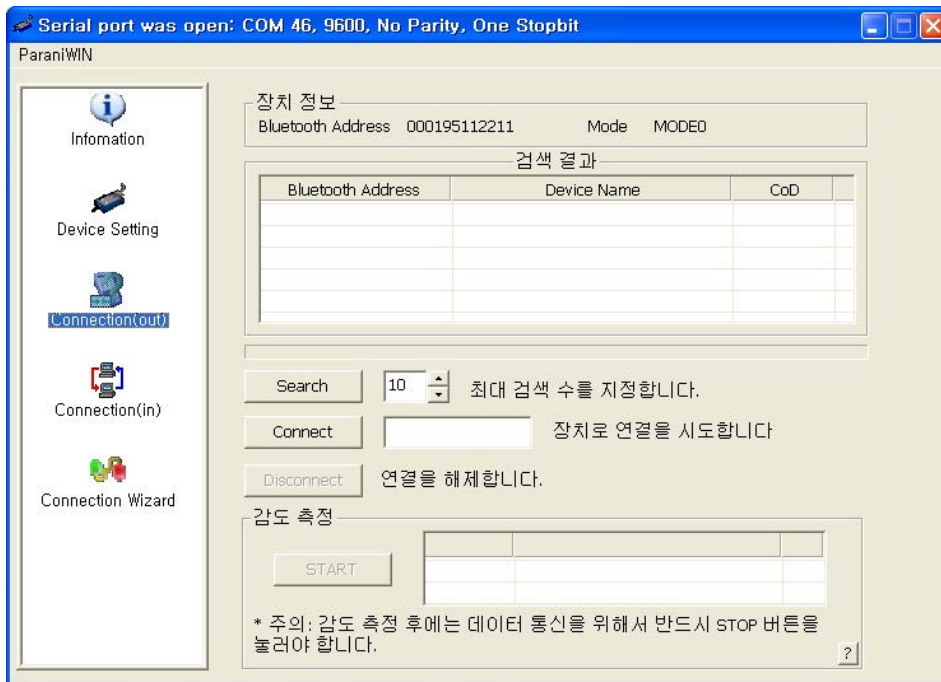 Serial port was open: COM 46, 9600, No Parity, One Stopbit
ParaniWIN
Infomation
Device Setting
Connection(out)
Connection(in)
Connection Wizard
장치 정보
Bluetooth Address 000195112211 Mode MODE0
검색 결과
Bluetooth Address Device Name CoD
Search 10 최대 검색 수를 지정합니다.
Connect 장치로 연결을 시도합니다
Disconnect 연결을 해제합니다.
감도 측정
START
* 주의: 감도 측정 후에는 데이터 통신을 위해서 반드시 STOP 버튼을
눌러야 합니다.
?